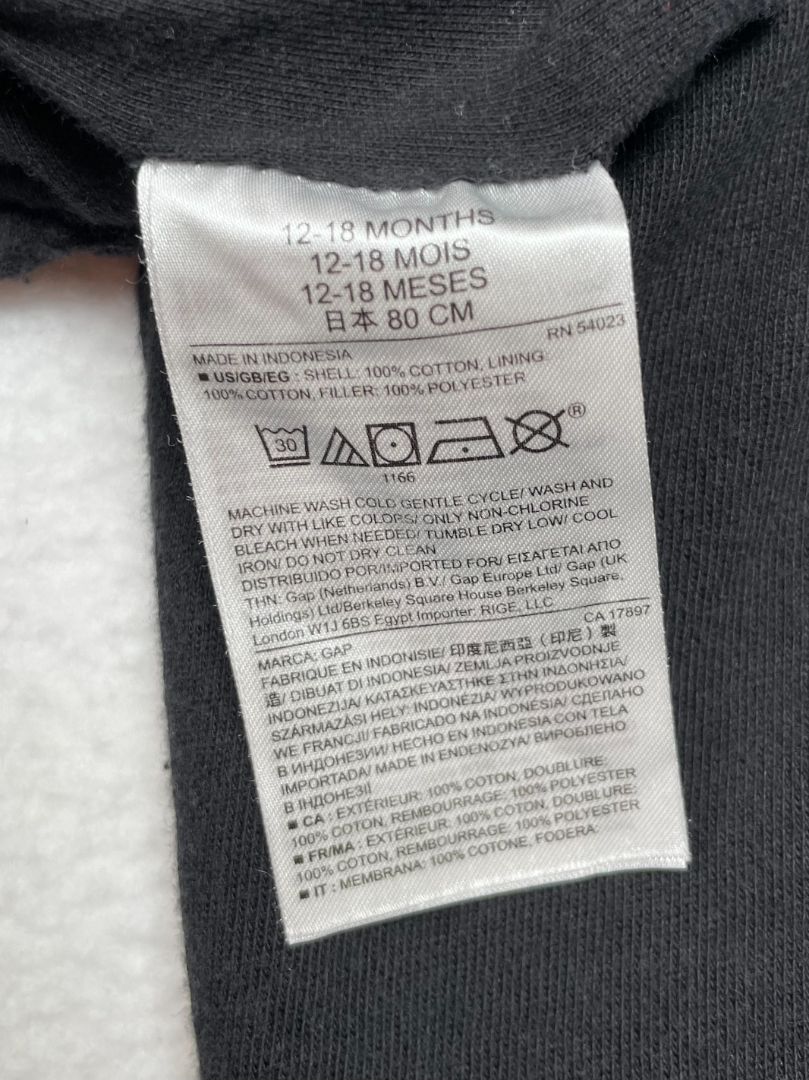 12-18 MONTHS
12-18 MOIS
12-18 MESES
日本 80 CM
RN 54023
MADE IN INDONESIA
■ US/GB/EG : SHELL: 100% COTTON, LINING:
100% COTTON, FILLER: 100% POLYESTER
30
®
1166
MACHINE WASH COLD GENTLE CYCLE/ WASH AND
DRY WITH LIKE COLORS/ ONLY NON-CHLORINE
BLEACH WHEN NEEDED/ TUMBLE DRY LOW/ COOL
IRON/ DO NOT DRY CLEAN
DISTRIBUIDO POR/IMPORTED FOR/ ΕΙΣΑΓΕΤΑΙ ΑΠΟ
ΤΗΝ: Gap (Netherlands) B.V./ Gap Europe Ltd/ Gap (UK
Holdings) Ltd/Berkeley Square House Berkeley Square,
London W1J 6BS Egypt Importer: RIGE, LLC
CA 17897
MARCA: GAP
FABRIQUE EN INDONISIE/ 印度尼西亞（印尼）製
造/ DIBUAT DI INDONESIA/ ZEMLJA PROIZVODNJE
INDONEZIJA/ ΚΑΤΑΣΚΕΥΑΣΤΗΚΕ ΣΤΗΝ ΙΝΔΟΝΗΣΙΑ/
SZÁRMAZÁSI HELY: INDONÉZIA/ WYPRODUKOWANO
WE FRANCJI/ FABRICADO NA INDONÉSIA/ СДЕЛАНО
В ИНДОНЕЗИИ/ HECHO EN INDONESIA CON TELA
IMPORTADA/ MADE IN ENDENOZYA/ ВИРОБЛЕНО
В ІНДОНЕЗІЇ
■ CA : EXTÉRIEUR: 100% COTON, DOUBLURE:
100% COTON, REMBOURRAGE: 100% POLYESTER
■ FR/MA : EXTÉRIEUR: 100% COTON, DOUBLURE:
100% COTON, REMBOURRAGE: 100% POLYESTER
■ IT : MEMBRANA: 100% COTONE, FODERA: